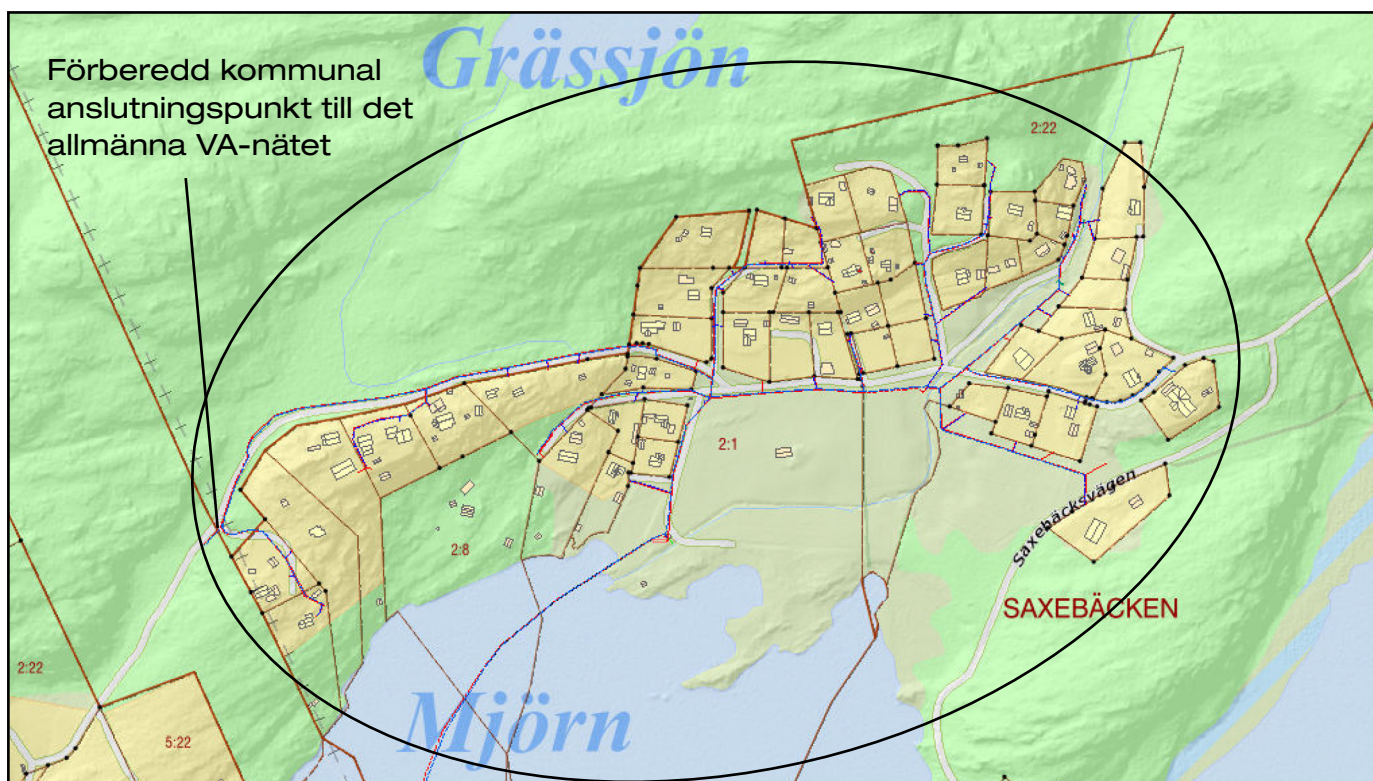 Grässjön
Förberedd kommunal
anslutningspunkt till det
allmänna VA-nätet
2:22
2:1
2:8
Saxebäcksvägen
SAXEBÄCKEN
2:22
Mjörn
5:22